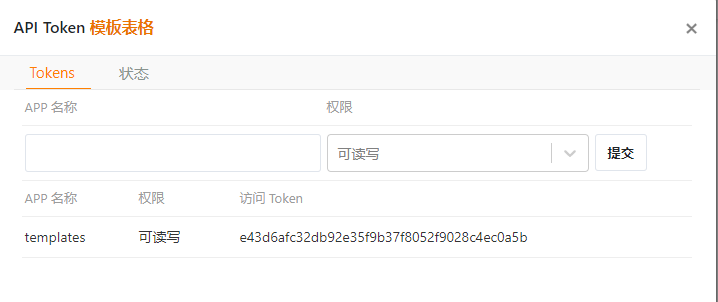 API Token 模板表格
Tokens 状态
APP 名称 权限
可读写 提交
APP 名称 权限 访问 Token
templates 可读写 e43d6afc32db92e35f9b37f8052f9028c4ec0a5b